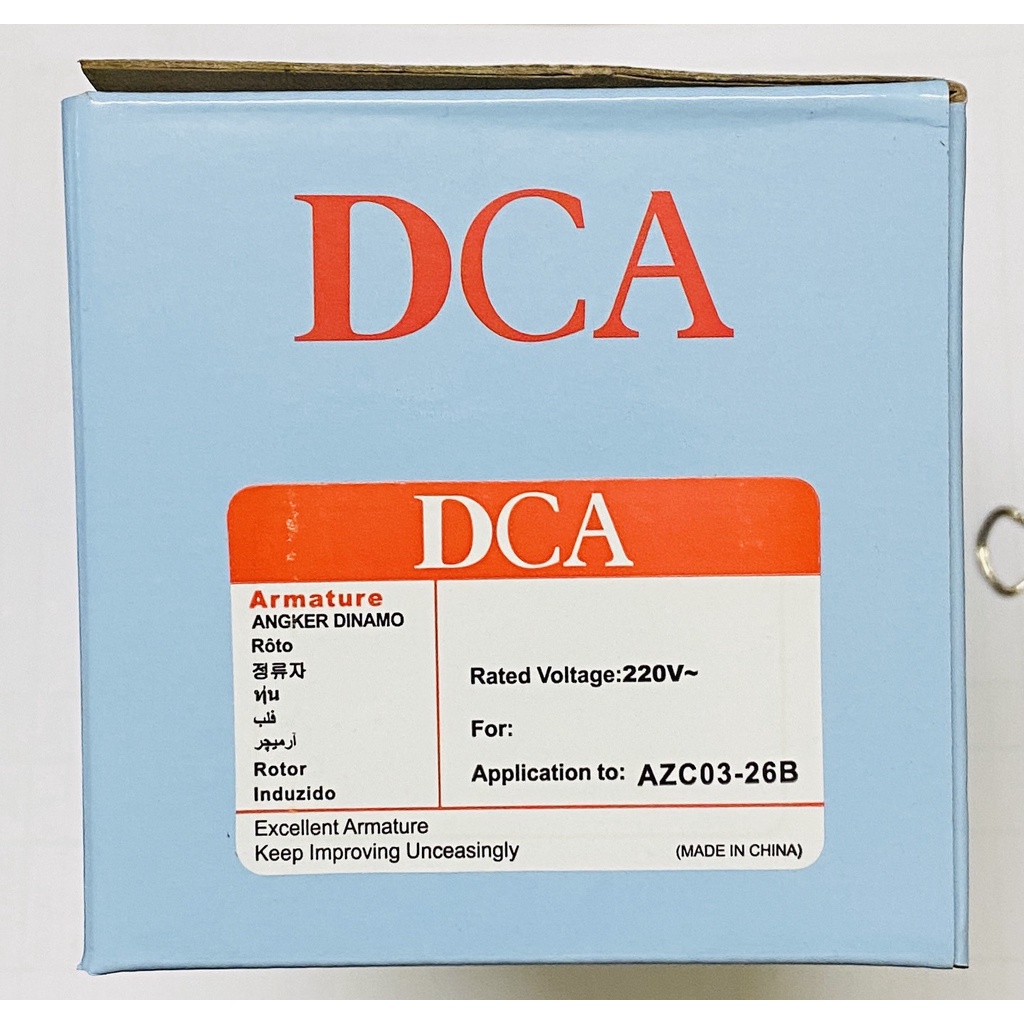 DCA
DCA
Armature
ANGKER DINAMO
Rôto
정류자
ทุ่น
قلب
آرميچر
Rotor
Induzido
Rated Voltage:220V~
For:
Application to: AZC03-26B
Excellent Armature
Keep Improving Unceasingly
(MADE IN CHINA)